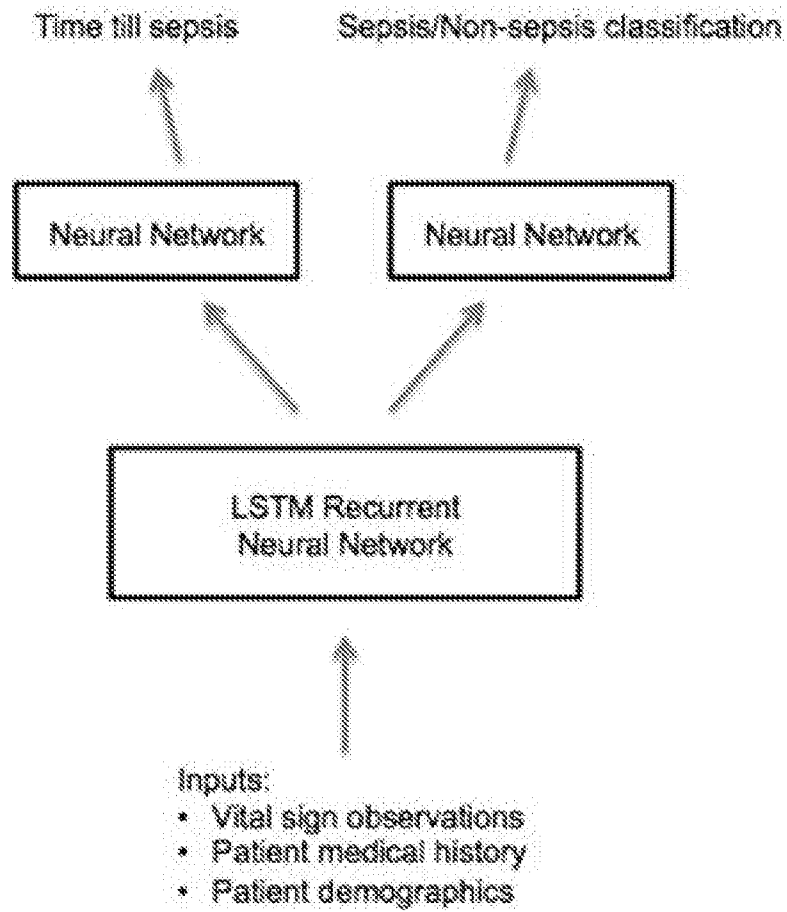 Time till sepsis
Sepsis/Non-sepsis classification
Neural Network
Neural Network
LSTM Recurrent
Neural Network
Inputs:
• Vital sign observations
• Patient medical history
• Patient demographics